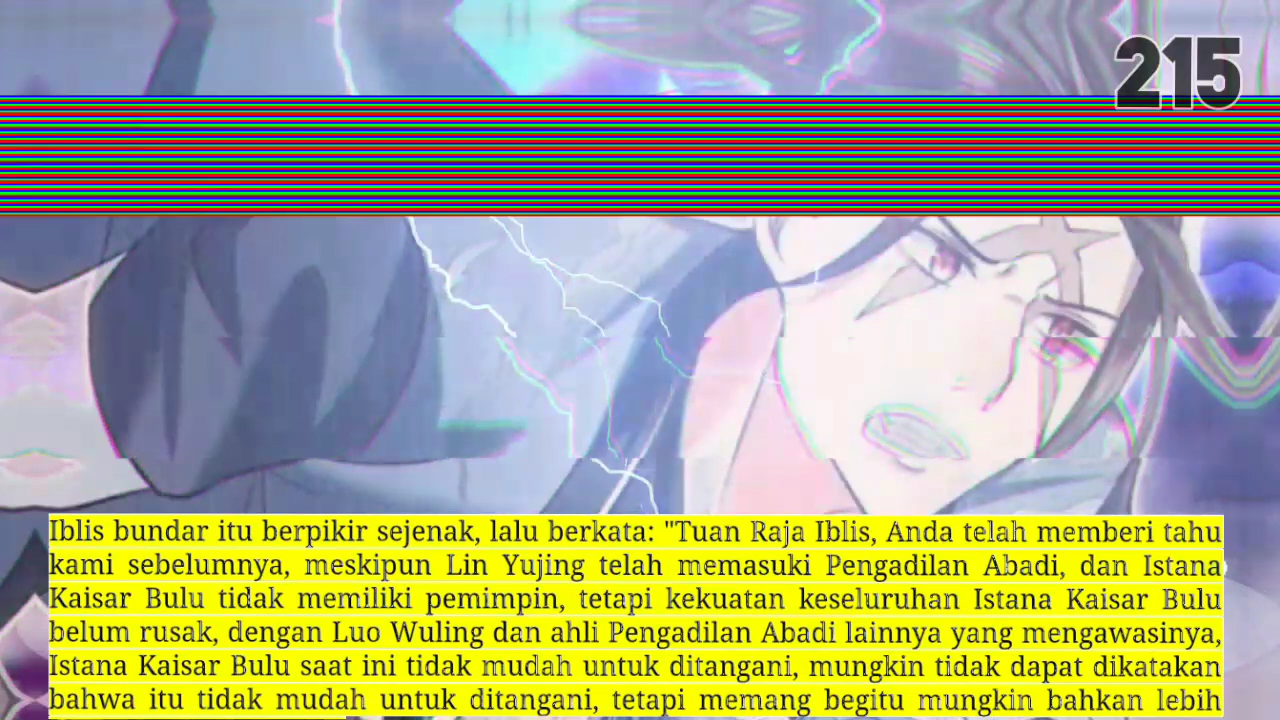 215
Iblis bundar itu berpikir sejenak, lalu berkata: "Tuan Raja Iblis, Anda telah memberi tahu
kami sebelumnya, meskipun Lin Yujing telah memasuki Pengadilan Abadi, dan Istana
Kaisar Bulu tidak memiliki pemimpin, tetapi kekuatan keseluruhan Istana Kaisar Bulu
belum rusak, dengan Luo Wuling dan ahli Pengadilan Abadi lainnya yang mengawasinya,
Istana Kaisar Bulu saat ini tidak mudah untuk ditangani, mungkin tidak dapat dikatakan
bahwa itu tidak mudah untuk ditangani, tetapi memang begitu mungkin bahkan lebih